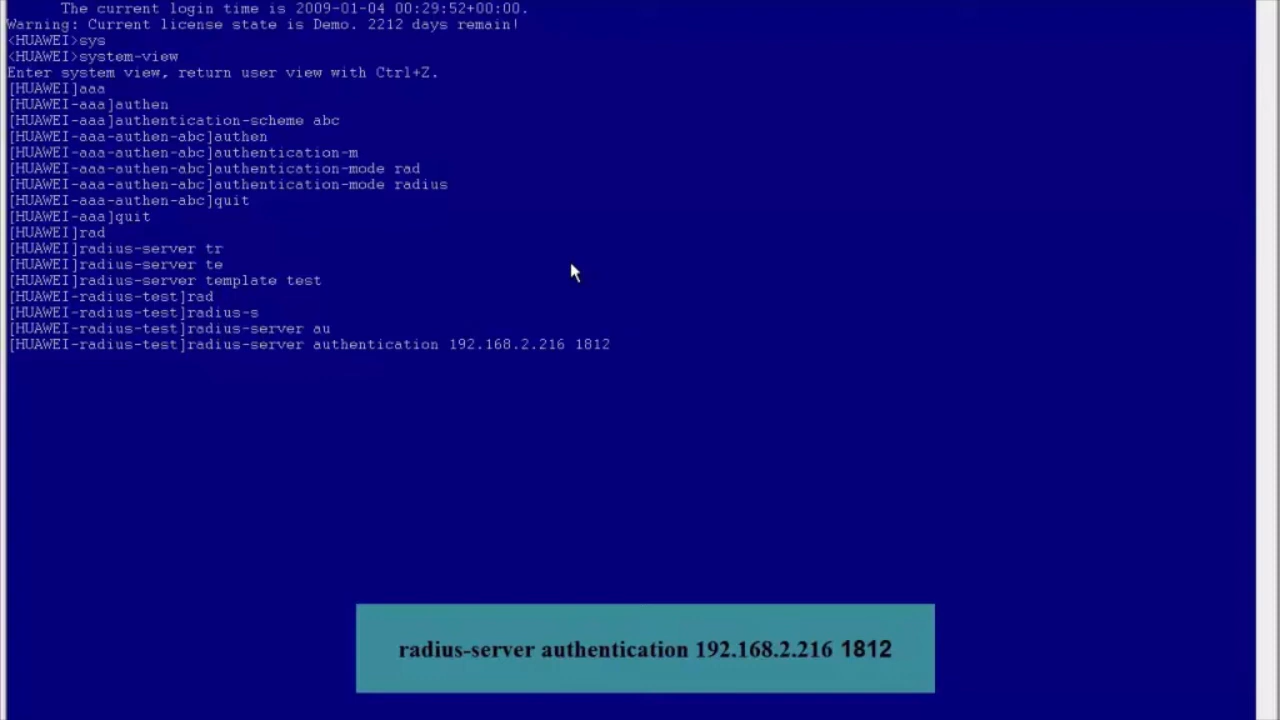 The current login time is 2009-01-04 00:29:52+00:00.
Warning: Current license state is Demo. 2212 days remain!
<HUAWEI>sys
<HUAWEI>system-view
Enter system view, return user view with Ctrl+Z.
[HUAWEI]aaa
[HUAWEI-aaa]authen
[HUAWEI-aaa]authentication-scheme abc
[HUAWEI-aaa-authen-abc]authen
[HUAWEI-aaa-authen-abc]authentication-m
[HUAWEI-aaa-authen-abc]authentication-mode rad
[HUAWEI-aaa-authen-abc]authentication-mode radius
[HUAWEI-aaa-authen-abc]quit
[HUAWEI-aaa]quit
[HUAWEI]rad
[HUAWEI]radius-server tr
[HUAWEI]radius-server te
[HUAWEI]radius-server template test
[HUAWEI-radius-test]rad
[HUAWEI-radius-test]radius-s
[HUAWEI-radius-test]radius-server au
[HUAWEI-radius-test]radius-server authentication 192.168.2.216 1812
radius-server authentication 192.168.2.216 1812